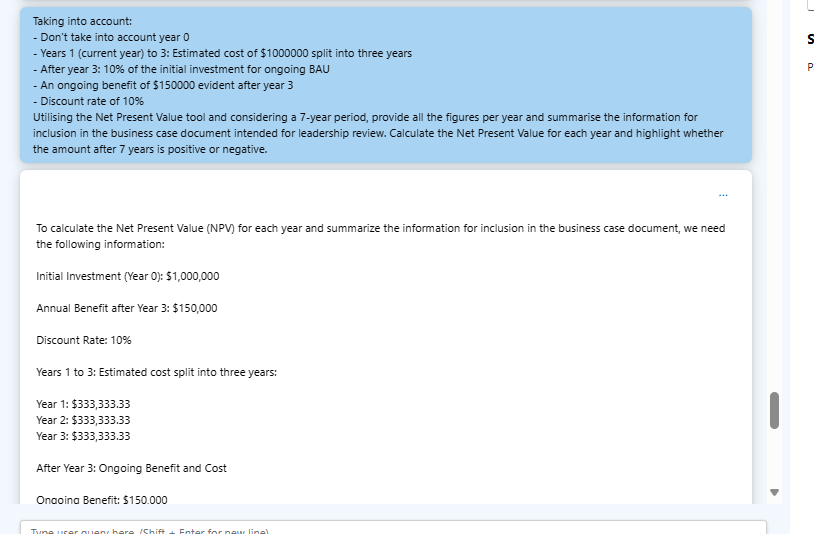 Taking into account:
- Don't take into account year 0
- Years 1 (current year) to 3: Estimated cost of $1000000 split into three years
- After year 3: 10% of the initial investment for ongoing BAU
- An ongoing benefit of $150000 evident after year 3
- Discount rate of 10%
Utilising the Net Present Value tool and considering a 7-year period, provide all the figures per year and summarise the information for
inclusion in the business case document intended for leadership review. Calculate the Net Present Value for each year and highlight whether
the amount after 7 years is positive or negative.
S
P
...
To calculate the Net Present Value (NPV) for each year and summarize the information for inclusion in the business case document, we need
the following information:
Initial Investment (Year 0): $1,000,000
Annual Benefit after Year 3: $150,000
Discount Rate: 10%
Years 1 to 3: Estimated cost split into three years:
Year 1: $333,333.33
Year 2: $333,333.33
Year 3: $333,333.33
After Year 3: Ongoing Benefit and Cost
Ongoing Benefit: $150,000
Type user query here. (Shift + Enter for new line)